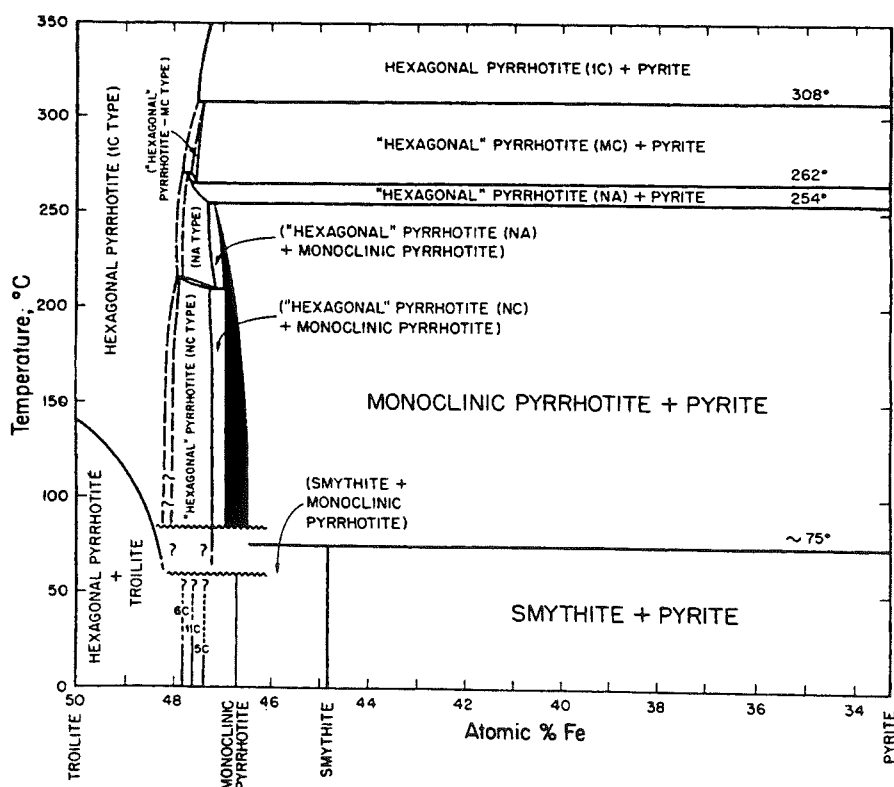 350
300
250
200
150
100
50
0
Temperature; °C
HEXAGONAL PYRRHOTITE (1C TYPE)
("HEXAGONAL"
PYRRHOTITE – MC TYPE)
HEXAGONAL PYRRHOTITE (1C) + PYRITE
308°
"HEXAGONAL" PYRRHOTITE (MC) + PYRITE
262°
"HEXAGONAL" PYRRHOTITE (NA) + PYRITE
254°
(NA TYPE)
("HEXAGONAL" PYRRHOTITE (NA)
+ MONOCLINIC PYRRHOTITE)
("HEXAGONAL" PYRRHOTITE (NC)
+ MONOCLINIC PYRRHOTITE)
"HEXAGONAL" PYRRHOTITE (NC TYPE)
MONOCLINIC PYRRHOTITE + PYRITE
(SMYTHITE +
MONOCLINIC
PYRRHOTITE)
? ?
? ?
~ 75°
HEXAGONAL PYRRHOTITE
+
TROILITE
? ? ?
6C
11C
5C
SMYTHITE + PYRITE
50 48 46 44 42 40 38 36 34
Atomic % Fe
TROILITE
MONOCLINIC
PYRRHOTITE
SMYTHITE
PYRITE